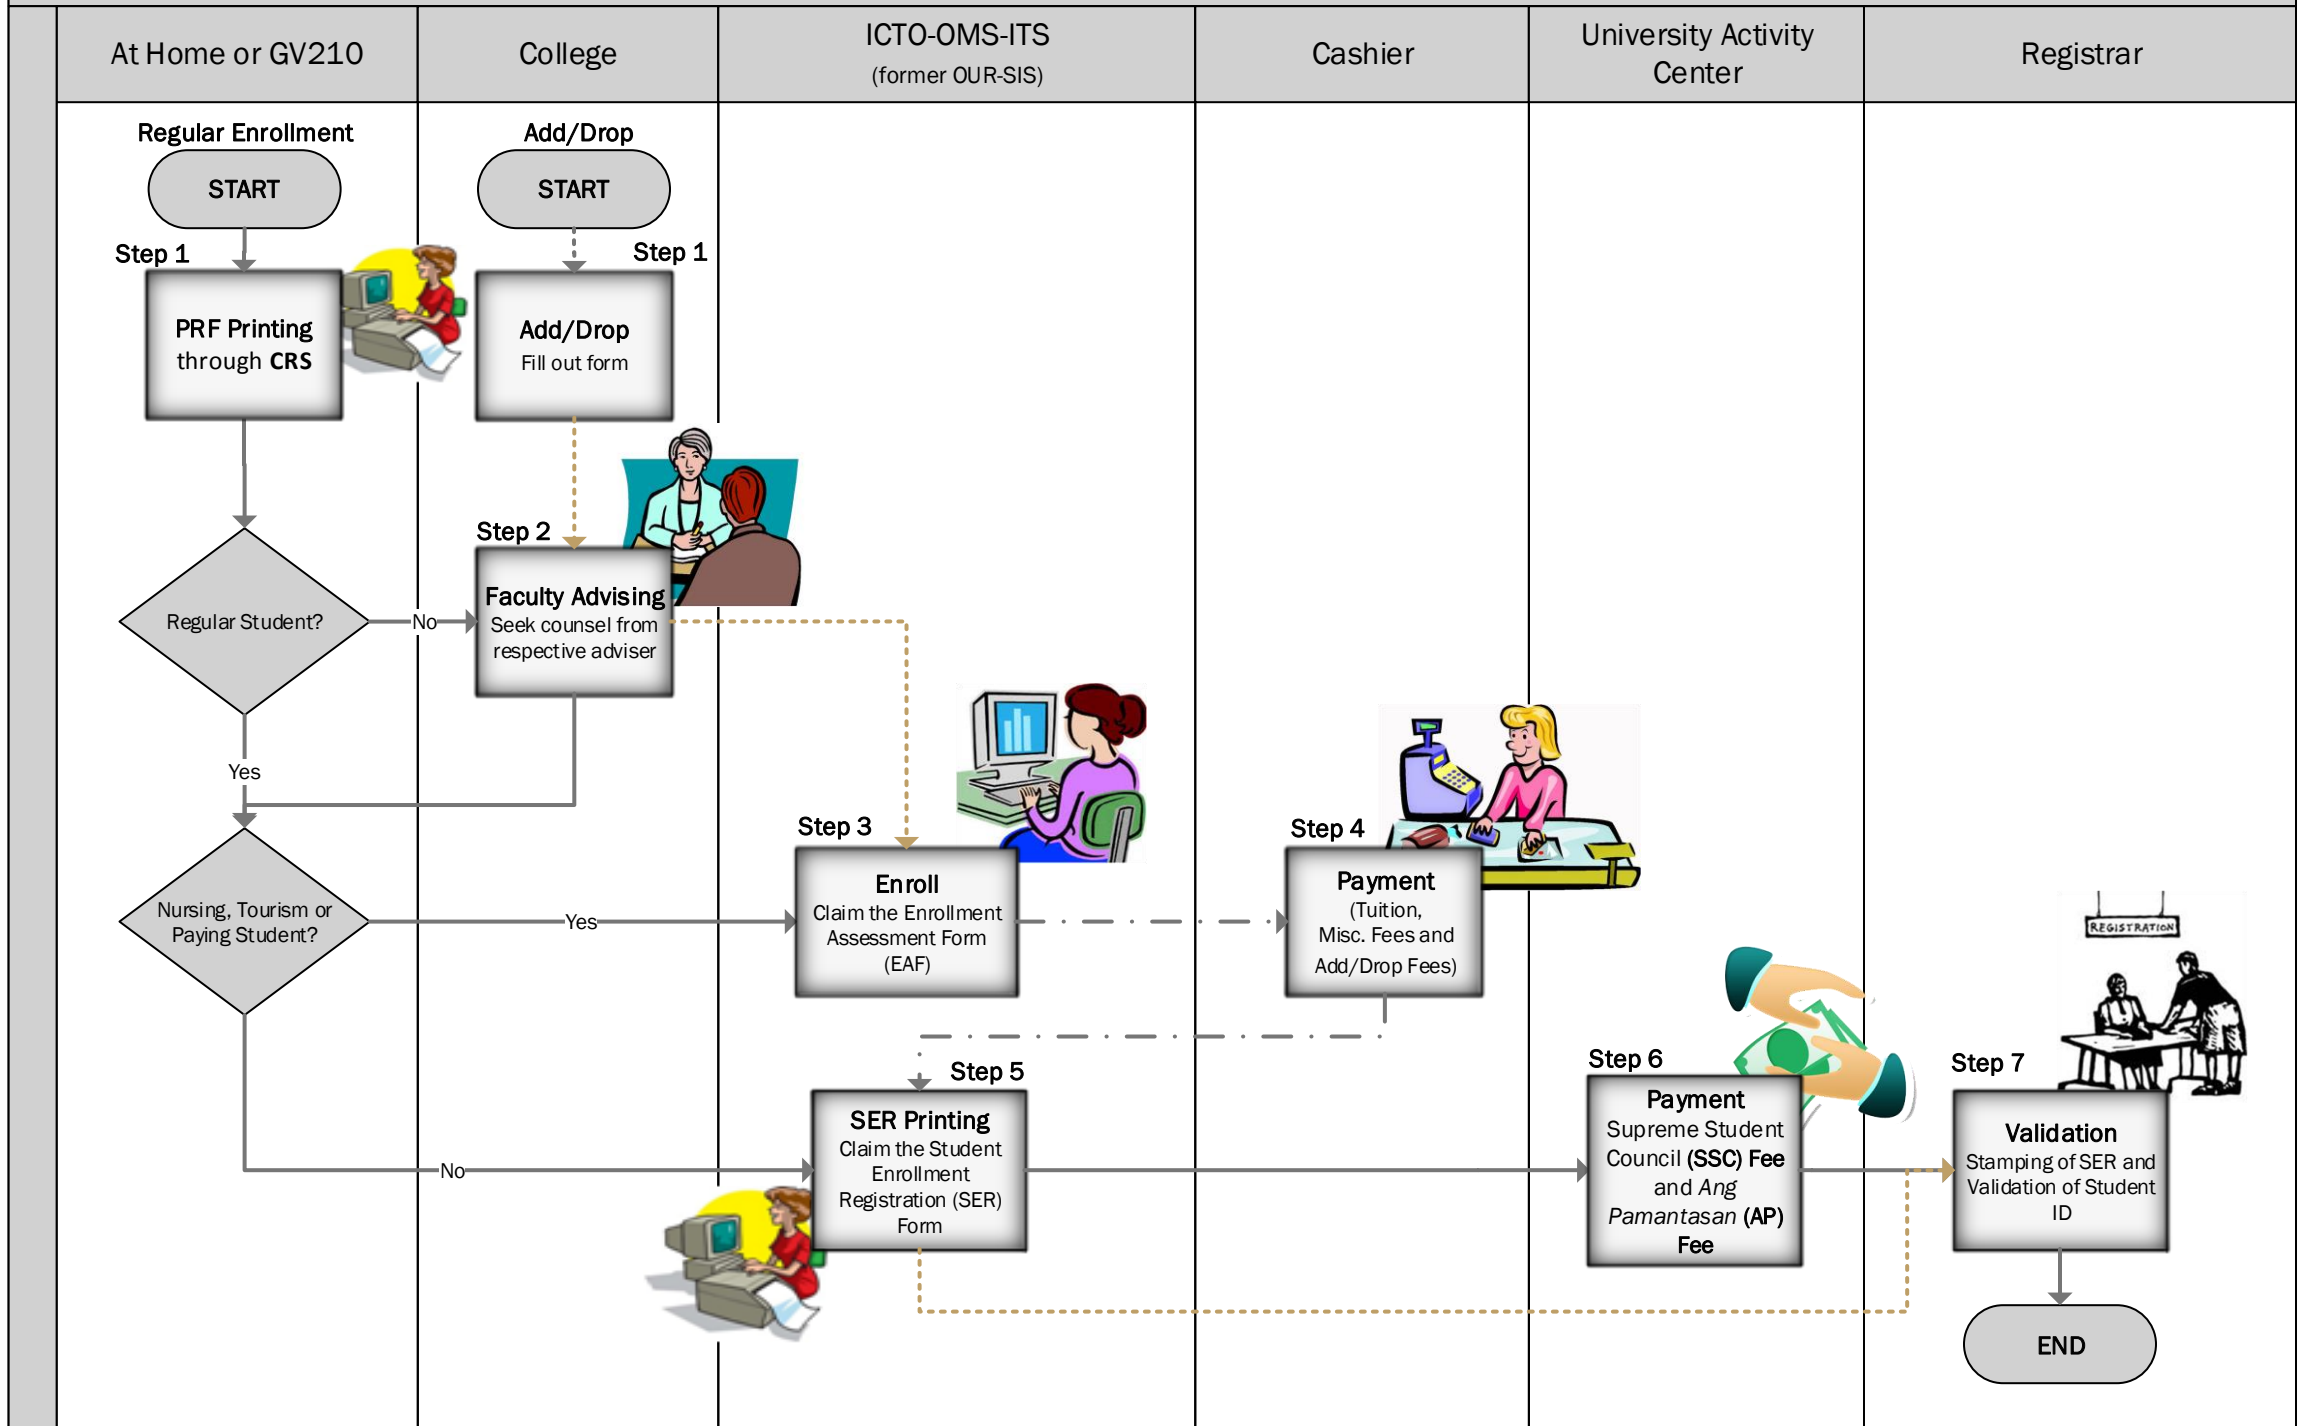 At Home or GV210
College
ICTO-OMS-ITS
(former OUR-SIS)
Cashier
University Activity
Center
Registrar
Regular Enrollment
START
Add/Drop
START
Step 1
PRF Printing
through CRS
Step 1
Add/Drop
Fill out form
Step 2
Faculty Advising
Seek counsel from
respective adviser
Regular Student?
No
Yes
Step 3
Enroll
Claim the Enrollment
Assessment Form
(EAF)
Step 4
Payment
(Tuition,
Misc. Fees and
Add/Drop Fees)
Nursing, Tourism or
Paying Student?
Yes
No
REGISTRATION
Step 5
SER Printing
Claim the Student
Enrollment
Registration (SER)
Form
Step 6
Payment
Supreme Student
Council (SSC) Fee
and Ang
Pamantasan (AP)
Fee
Step 7
Validation
Stamping of SER and
Validation of Student
ID
END